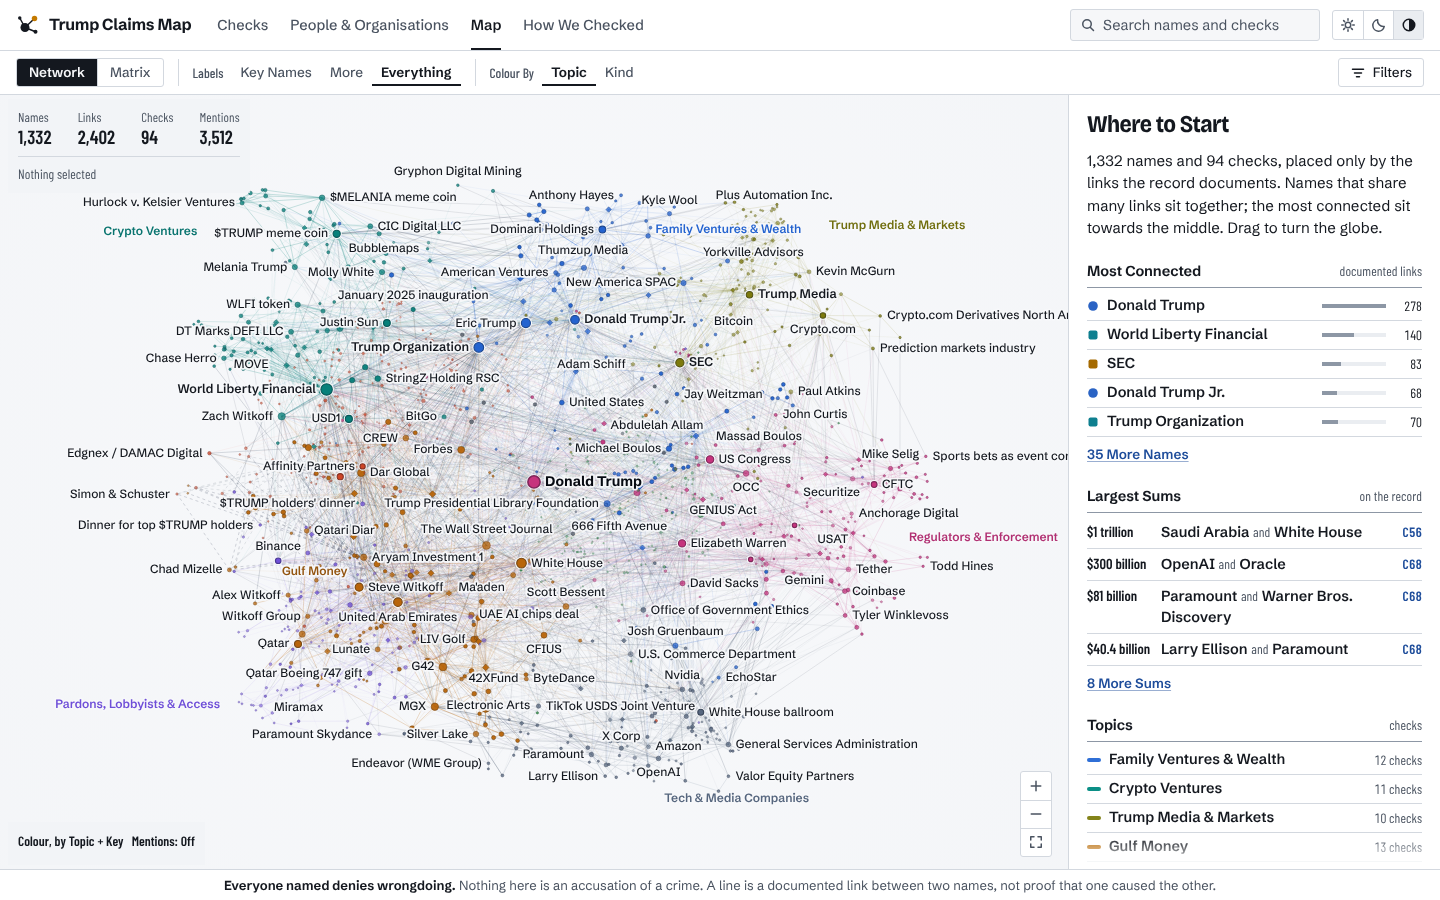 Trump Claims Map
Checks
People & Organisations
Map
How We Checked
Search names and checks
Network
Matrix
Labels
Key Names
More
Everything
Colour By
Topic
Kind
Filters
Names
Links
Checks
Mentions
1,332
2,402
94
3,512
Nothing selected
Gryphon Digital Mining
Hurlock v. Kelsier Ventures
$MELANIA meme coin
Anthony Hayes
Kyle Wool
Plus Automation Inc.
Crypto Ventures
$TRUMP meme coin
CIC Digital LLC
Dominari Holdings
Family Ventures & Wealth
Trump Media & Markets
Bubblemaps
Thumzup Media
Yorkville Advisors
Melania Trump
Molly White
American Ventures
New America SPAC
Kevin McGurn
January 2025 inauguration
Trump Media
WLFI token
Justin Sun
Eric Trump
Donald Trump Jr.
Bitcoin
Crypto.com
Crypto.com Derivatives North Ar
DT Marks DEFI LLC
Trump Organization
Prediction markets industry
Chase Herro
MOVE
Adam Schiff
SEC
StringZ Holding RSC
World Liberty Financial
Jay Weitzman
Paul Atkins
Zach Witkoff
USD1
BitGo
United States
John Curtis
CREW
Abdulelah Allam
Massad Boulos
Edgnex / DAMAC Digital
Forbes
Michael Boulos
US Congress
Mike Selig
Sports bets as event cor
Affinity Partners
Dar Global
Donald Trump
OCC
Securitize
CFTC
Simon & Schuster
$TRUMP holders' dinner
Trump Presidential Library Foundation
GENIUS Act
Anchorage Digital
Dinner for top $TRUMP holders
Qatari Diar
The Wall Street Journal
666 Fifth Avenue
Elizabeth Warren
USAT
Regulators & Enforcement
Binance
Aryam Investment 1
White House
Chad Mizelle
Gulf Money
Tether
Todd Hines
Steve Witkoff
Ma'aden
Scott Bessent
David Sacks
Gemini
Coinbase
Alex Witkoff
Witkoff Group
United Arab Emirates
UAE AI chips deal
Office of Government Ethics
Tyler Winklevoss
Qatar
Lunate
LIV Golf
CFIUS
Josh Gruenbaum
U.S. Commerce Department
Qatar Boeing 747 gift
G42
42XFund
ByteDance
Nvidia
EchoStar
Pardons, Lobbyists & Access
Miramax
MGX
Electronic Arts
TikTok USDS Joint Venture
White House ballroom
Paramount Skydance
Silver Lake
X Corp
Amazon
General Services Administration
Endeavor (WME Group)
Paramount
Larry Ellison
OpenAI
Valor Equity Partners
Tech & Media Companies
Colour, by Topic + Key
Mentions: Off
Where to Start
1,332 names and 94 checks, placed only by the
links the record documents. Names that share
many links sit together; the most connected sit
towards the middle. Drag to turn the globe.
Most Connected
documented links
Donald Trump
278
World Liberty Financial
140
SEC
83
Donald Trump Jr.
68
Trump Organization
70
35 More Names
Largest Sums
on the record
$1 trillion
Saudi Arabia and White House
C56
$300 billion
OpenAI and Oracle
C68
$81 billion
Paramount and Warner Bros.
Discovery
C68
$40.4 billion
Larry Ellison and Paramount
C68
8 More Sums
Topics
checks
Family Ventures & Wealth
12 checks
Crypto Ventures
11 checks
Trump Media & Markets
10 checks
Gulf Money
13 checks
Everyone named denies wrongdoing. Nothing here is an accusation of a crime. A line is a documented link between two names, not proof that one caused the other.